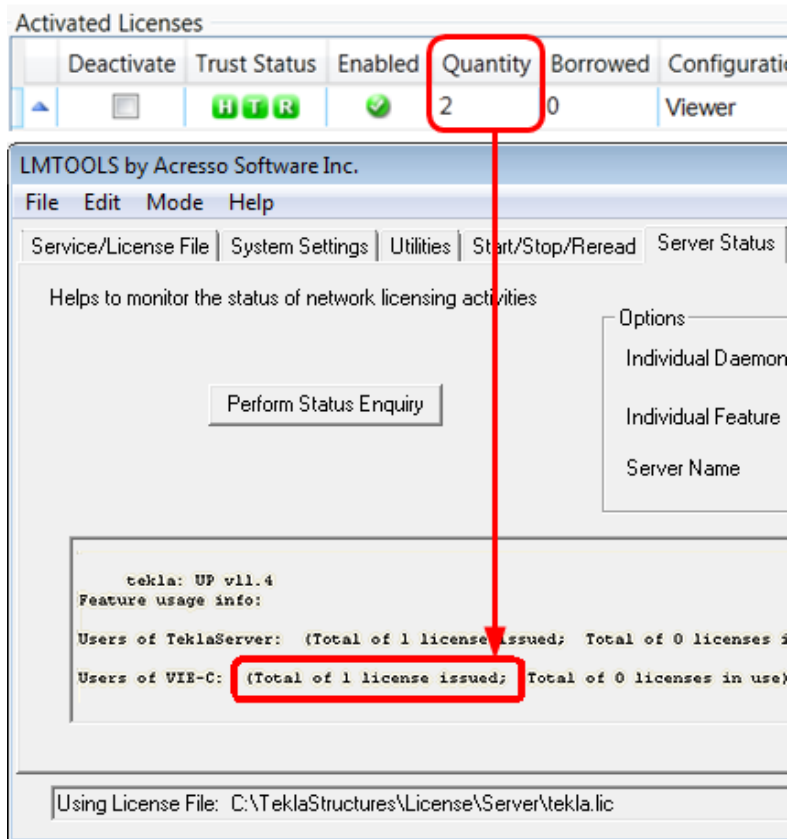 Activated Licenses
Deactivate Trust Status Enabled Quantity Borrowed Configurati
H T R 2 0 Viewer
LMTOOLS by Acresso Software Inc.
File Edit Mode Help
Service/License File System Settings Utilities Start/Stop/Reread Server Status
Helps to monitor the status of network licensing activities
Options
Individual Daemon
Perform Status Enquiry
Individual Feature
Server Name
tekla: UP v11.4
Feature usage info:
Users of TeklaServer: (Total of 1 license issued; Total of 0 licenses i
Users of VIE-C: (Total of 1 license issued; Total of 0 licenses in use)
Using License File: C:\TeklaStructures\License\Server\tekla.lic